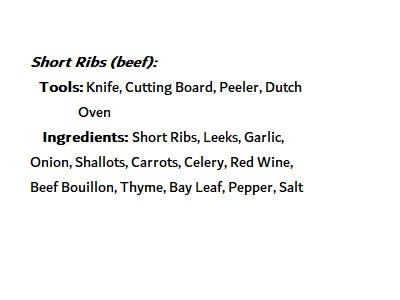 Short Ribs (beef):
Tools: Knife, Cutting Board, Peeler, Dutch
Oven
Ingredients: Short Ribs, Leeks, Garlic,
Onion, Shallots, Carrots, Celery, Red Wine,
Beef Bouillon, Thyme, Bay Leaf, Pepper, Salt